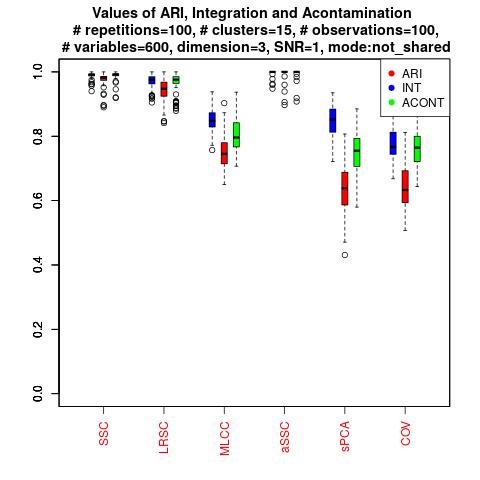 Values of ARI, Integration and Acontamination
# repetitions=100, # clusters=15, # observations=100,
# variables=600, dimension=3, SNR=1, mode:not_shared
ARI
INT
ACONT
1.0
0.8
0.6
0.4
0.2
0.0
SSC
LRSC
MLCC
aSSC
sPCA
COV